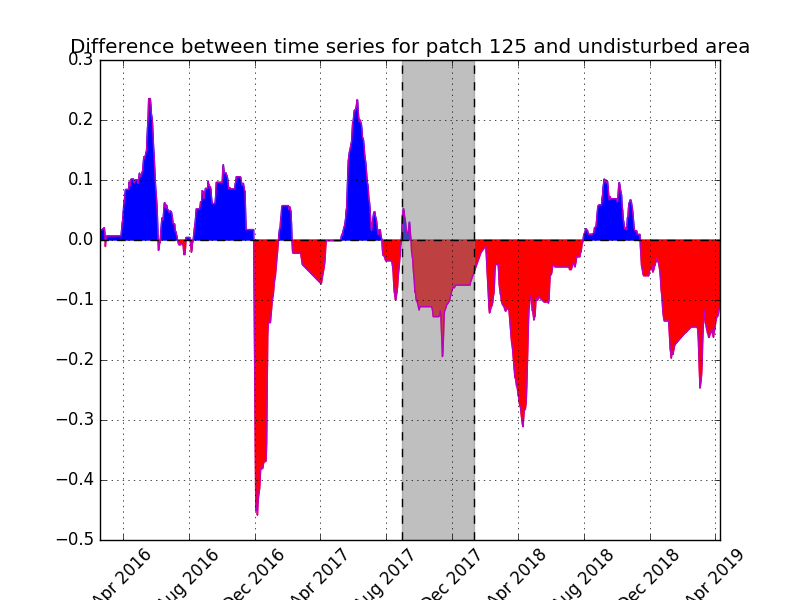 Difference between time series for patch 125 and undisturbed area
0.3
0.2
0.1
0.0
−0.1
−0.2
−0.3
−0.4
−0.5
Apr 2016
Aug 2016
Dec 2016
Apr 2017
Aug 2017
Dec 2017
Apr 2018
Aug 2018
Dec 2018
Apr 2019